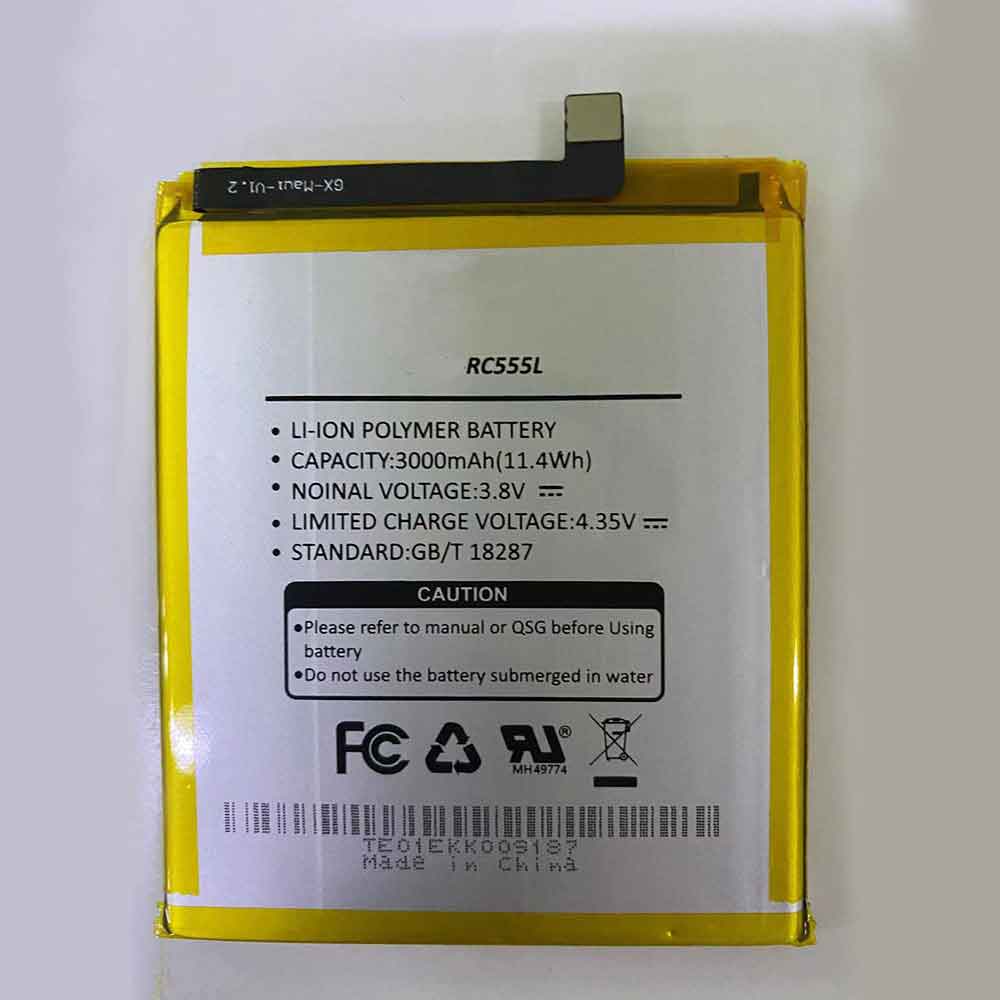 GX-Maui-V1.2
RC555L
• LI-ION POLYMER BATTERY
• CAPACITY:3000mAh(11.4Wh)
• NOINAL VOLTAGE:3.8V
• LIMITED CHARGE VOLTAGE:4.35V
• STANDARD:GB/T 18287
CAUTION
•Please refer to manual or QSG before Using
battery
•Do not use the battery submerged in water
FC
RU®
MH49774
TE01EKK009187
Made in China